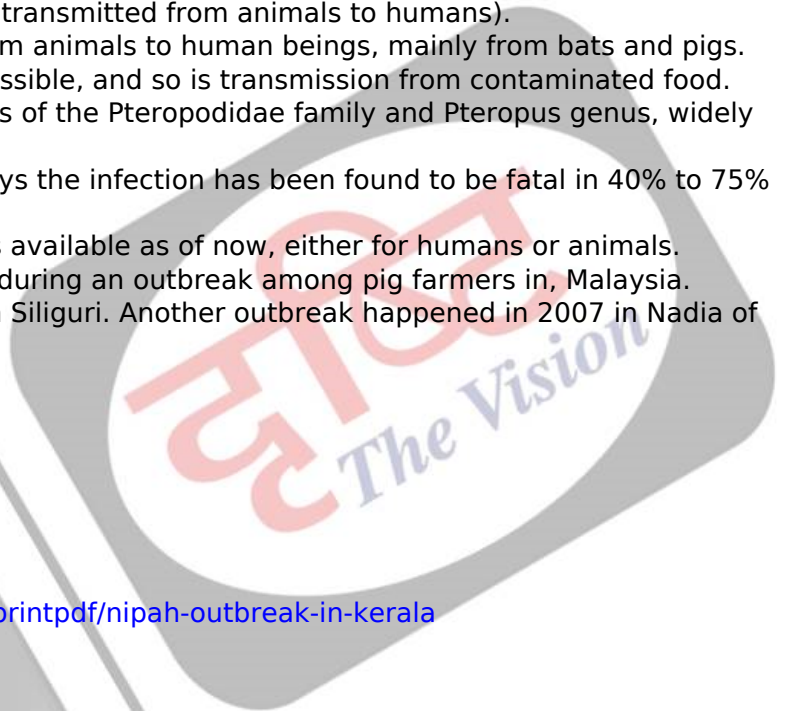 transmitted from animals to humans).
m animals to human beings, mainly from bats and pigs.
ssible, and so is transmission from contaminated food.
s of the Pteropodidae family and Pteropus genus, widely
ys the infection has been found to be fatal in 40% to 75%
s available as of now, either for humans or animals.
during an outbreak among pig farmers in, Malaysia.
Siliguri. Another outbreak happened in 2007 in Nadia of
दृष्टि
The Vision
printpdf/nipah-outbreak-in-kerala